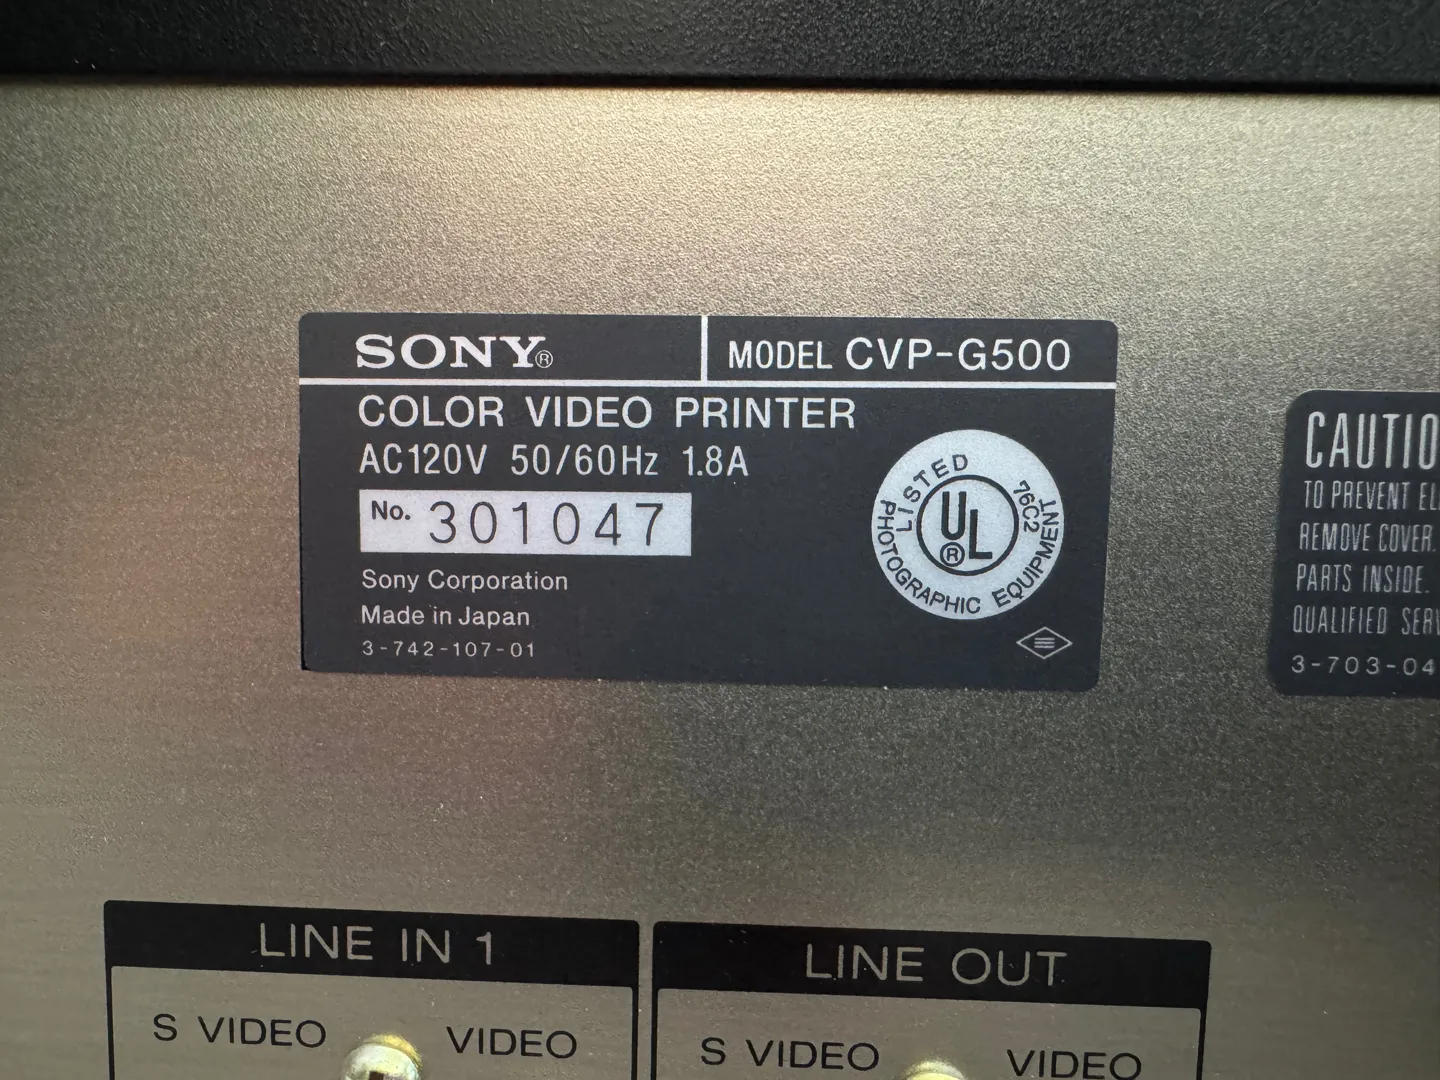 SONY®
MODEL CVP-G500
COLOR VIDEO PRINTER
AC120V 50/60Hz 1.8A
No. 301047
Sony Corporation
Made in Japan
3-742-107-01
LISTED 76C2
UL®
PHOTOGRAPHIC EQUIPMENT
CAUTIO
TO PREVENT EL
REMOVE COVER.
PARTS INSIDE.
QUALIFIED SERV
3-703-04
LINE IN 1
S VIDEO VIDEO
LINE OUT
S VIDEO VIDEO